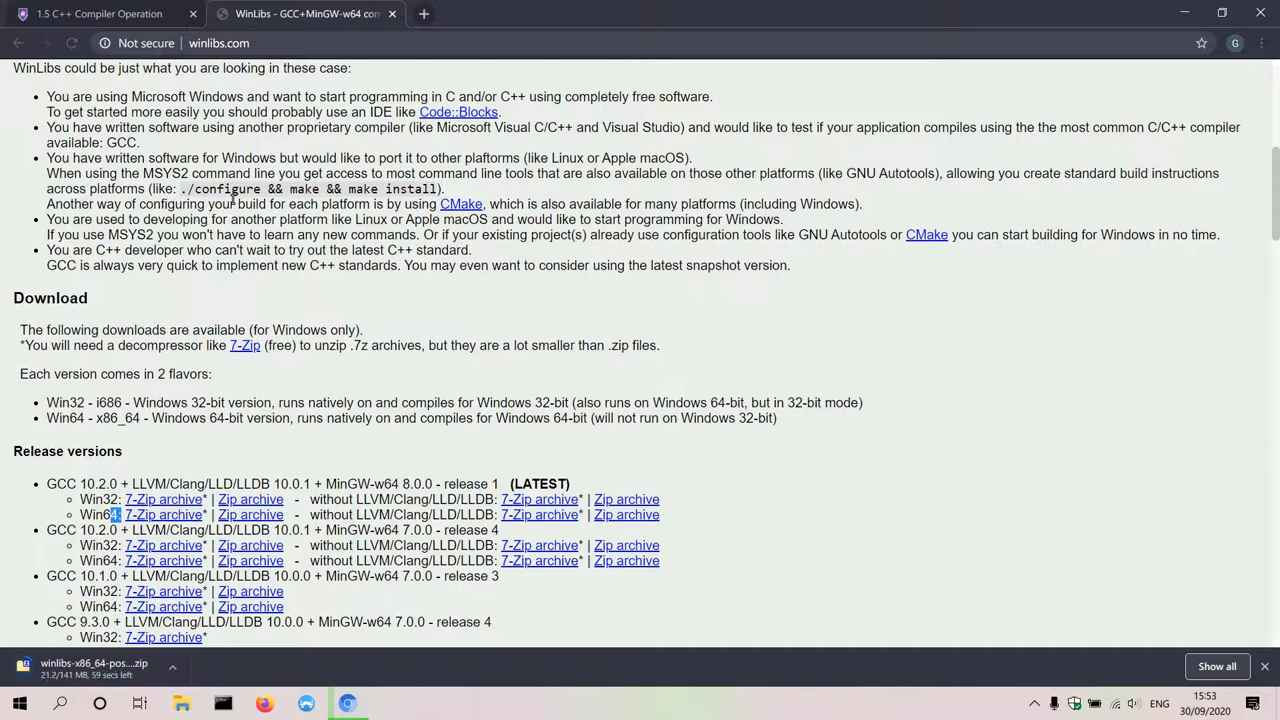 1.5 C++ Compiler Operation
WinLibs - GCC+MinGW-w64 com
Not secure
winlibs.com
G
WinLibs could be just what you are looking in these case:
You are using Microsoft Windows and want to start programming in C and/or C++ using completely free software.
To get started more easily you should probably use an IDE like Code::Blocks.
You have written software using another proprietary compiler (like Microsoft Visual C/C++ and Visual Studio) and would like to test if your application compiles using the the most common C/C++ compiler
available: GCC.
You have written software for Windows but would like to port it to other plaforms (like Linux or Apple macOS).
When using the MSYS2 command line you get access to most command line tools that are also available on those other platforms (like GNU Autotools), allowing you create standard build instructions
across platforms (like: ./configure && make && make install).
Another way of configuring your build for each platform is by using CMake, which is also available for many platforms (including Windows).
You are used to developing for another platform like Linux or Apple macOS and would like to start programming for Windows.
If you use MSYS2 you won't have to learn any new commands. Or if your existing project(s) already use configuration tools like GNU Autotools or CMake you can start building for Windows in no time.
You are C++ developer who can't wait to try out the latest C++ standard.
GCC is always very quick to implement new C++ standards. You may even want to consider using the latest snapshot version.
Download
The following downloads are available (for Windows only).
*You will need a decompressor like 7-Zip (free) to unzip .7z archives, but they are a lot smaller than .zip files.
Each version comes in 2 flavors:
Win32 - i686 - Windows 32-bit version, runs natively on and compiles for Windows 32-bit (also runs on Windows 64-bit, but in 32-bit mode)
Win64 - x86_64 - Windows 64-bit version, runs natively on and compiles for Windows 64-bit (will not run on Windows 32-bit)
Release versions
GCC 10.2.0 + LLVM/Clang/LLD/LLDB 10.0.1 + MinGW-w64 8.0.0 - release 1 (LATEST)
Win32: 7-Zip archive* | Zip archive - without LLVM/Clang/LLD/LLDB: 7-Zip archive* | Zip archive
Win64: 7-Zip archive* | Zip archive - without LLVM/Clang/LLD/LLDB: 7-Zip archive* | Zip archive
GCC 10.2.0 + LLVM/Clang/LLD/LLDB 10.0.1 + MinGW-w64 7.0.0 - release 4
Win32: 7-Zip archive* | Zip archive - without LLVM/Clang/LLD/LLDB: 7-Zip archive* | Zip archive
Win64: 7-Zip archive* | Zip archive - without LLVM/Clang/LLD/LLDB: 7-Zip archive* | Zip archive
GCC 10.1.0 + LLVM/Clang/LLD/LLDB 10.0.0 + MinGW-w64 7.0.0 - release 3
Win32: 7-Zip archive* | Zip archive
Win64: 7-Zip archive* | Zip archive
GCC 9.3.0 + LLVM/Clang/LLD/LLDB 10.0.0 + MinGW-w64 7.0.0 - release 4
Win32: 7-Zip archive*
winlibs-x86_64-pos....zip
21.2/141 MB, 59 secs left
Show all
ENG
15:53
30/09/2020